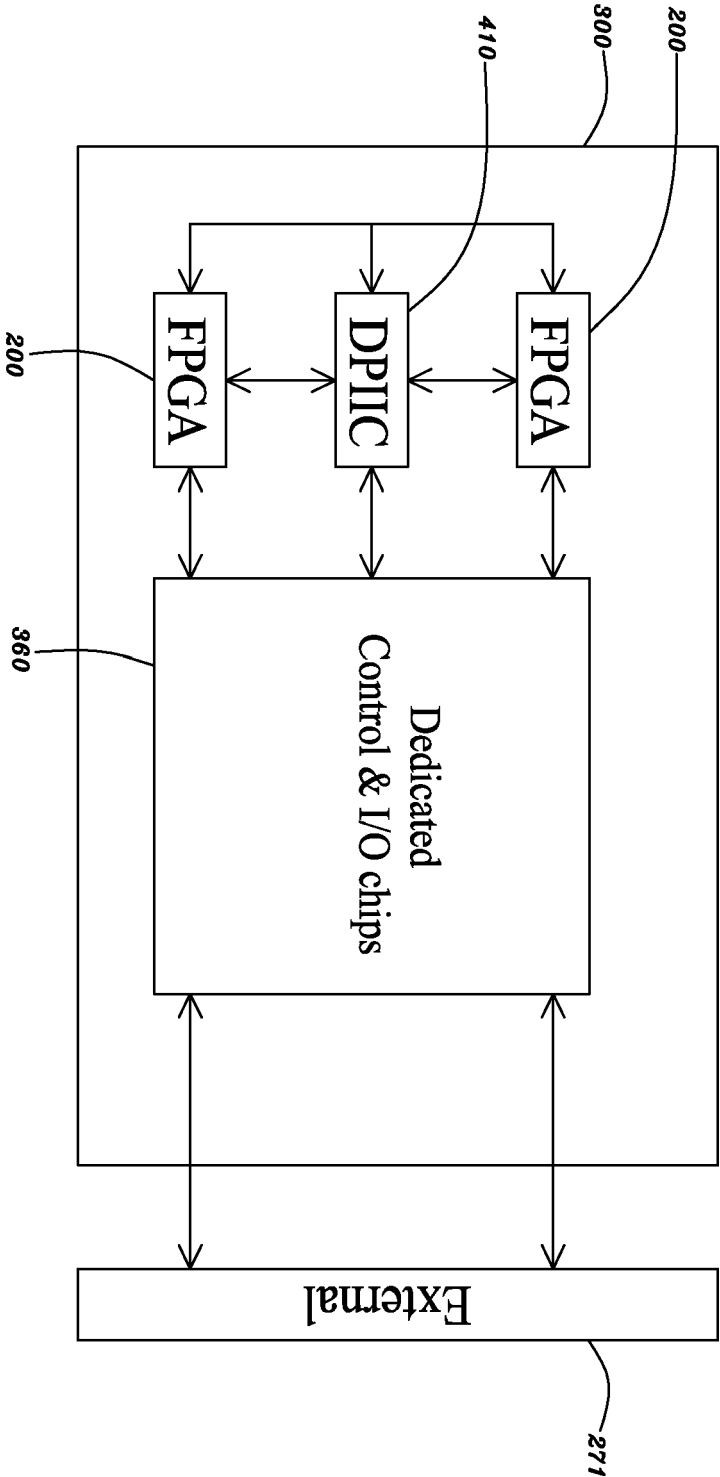 300
200
410
FPGA
DPIIC
FPGA
200
360
Dedicated
Control & I/O chips
External
271